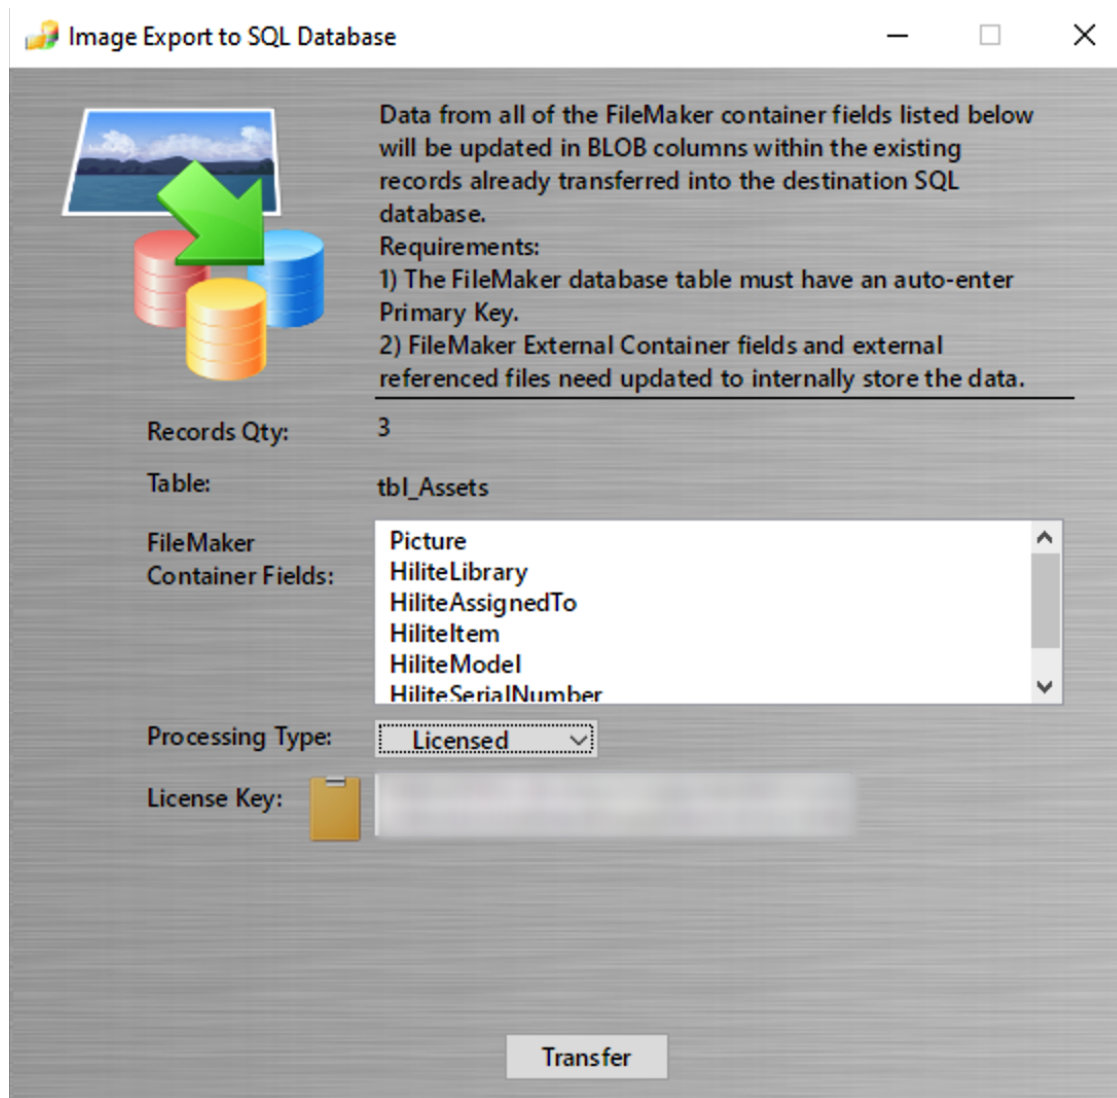 Image Export to SQL Database
Data from all of the FileMaker container fields listed below
will be updated in BLOB columns within the existing
records already transferred into the destination SQL
database.
Requirements:
1) The FileMaker database table must have an auto-enter
Primary Key.
2) FileMaker External Container fields and external
referenced files need updated to internally store the data.
Records Qty: 3
Table: tbl_Assets
FileMaker
Container Fields:
Picture
HiliteLibrary
HiliteAssignedTo
HiliteItem
HiliteModel
HiliteSerialNumber
Processing Type: Licensed
License Key:
Transfer